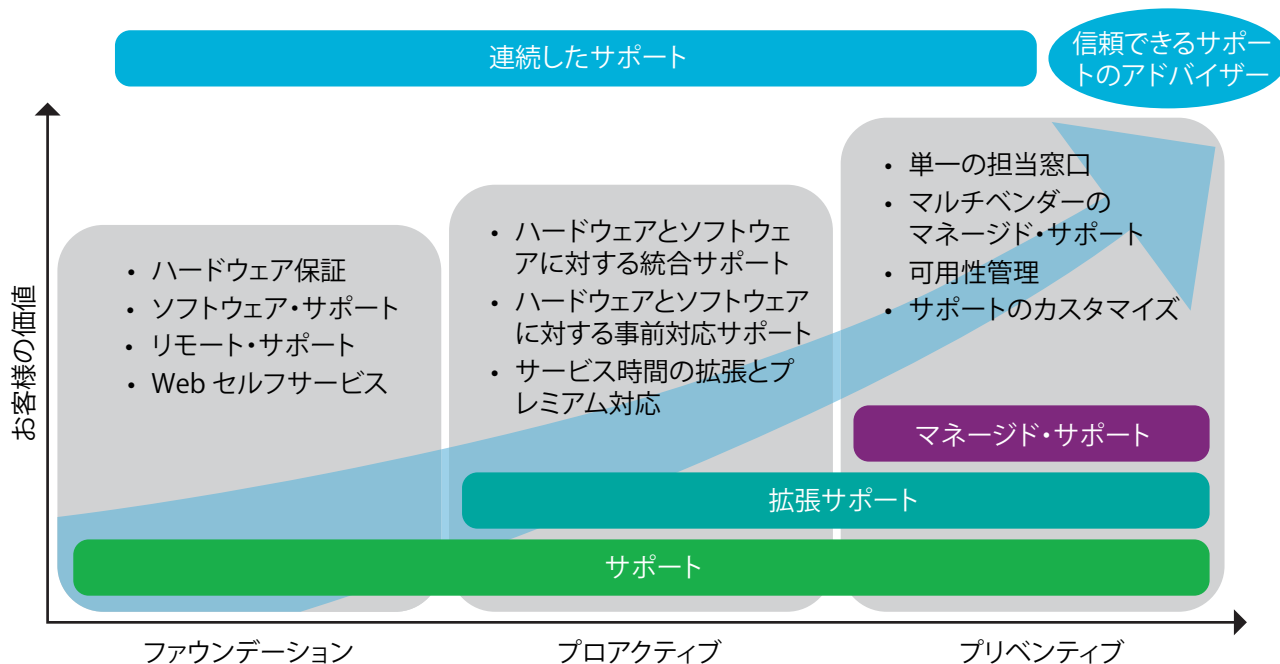 連続したサポート
信頼できるサポー
トのアドバイザー
お客様の価値
・ハードウェア保証
・ソフトウェア・サポート
・リモート・サポート
・Web セルフサービス
・ハードウェアとソフトウェ
アに対する統合サポート
・ハードウェアとソフトウェア
に対する事前対応サポート
・サービス時間の拡張とプ
レミアム対応
・単一の担当窓口
・マルチベンダーの
マネージド・サポート
・可用性管理
・サポートのカスタマイズ
マネージド・サポート
拡張サポート
サポート
ファウンデーション
プロアクティブ
プリベンティブ